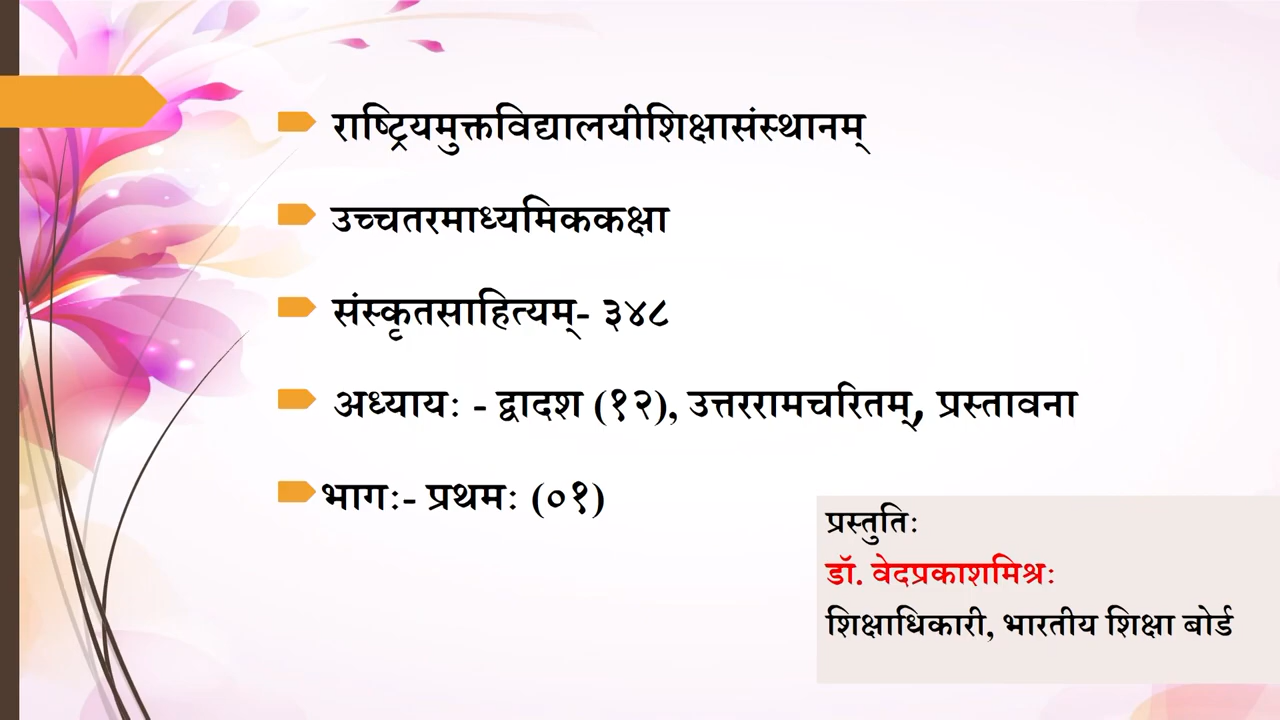 राष्ट्रियमुक्तविद्यालयीशिक्षासंस्थानम्
उच्चतरमाध्यमिककक्षा
संस्कृतसाहित्यम्- ३४८
अध्यायः - द्वादश (१२), उत्तररामचरितम्, प्रस्तावना
भागः- प्रथमः (०१)
प्रस्तुतिः
डॉ. वेदप्रकाशमिश्रः
शिक्षाधिकारी, भारतीय शिक्षा बोर्ड